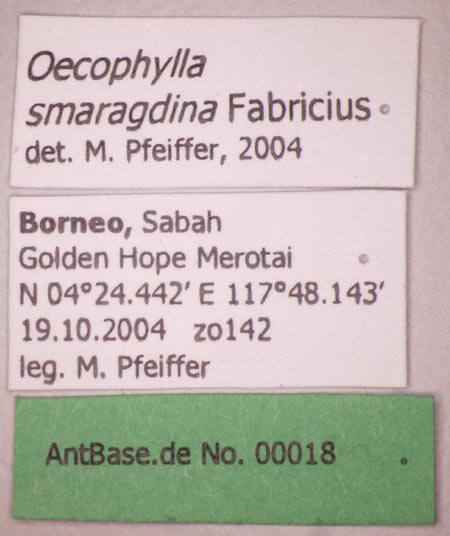 Oecophylla
smaragdina Fabricius
det. M. Pfeiffer, 2004
Borneo, Sabah
Golden Hope Merotai
N 04°24.442′ E 117°48.143′
19.10.2004 zo142
leg. M. Pfeiffer
AntBase.de No. 00018